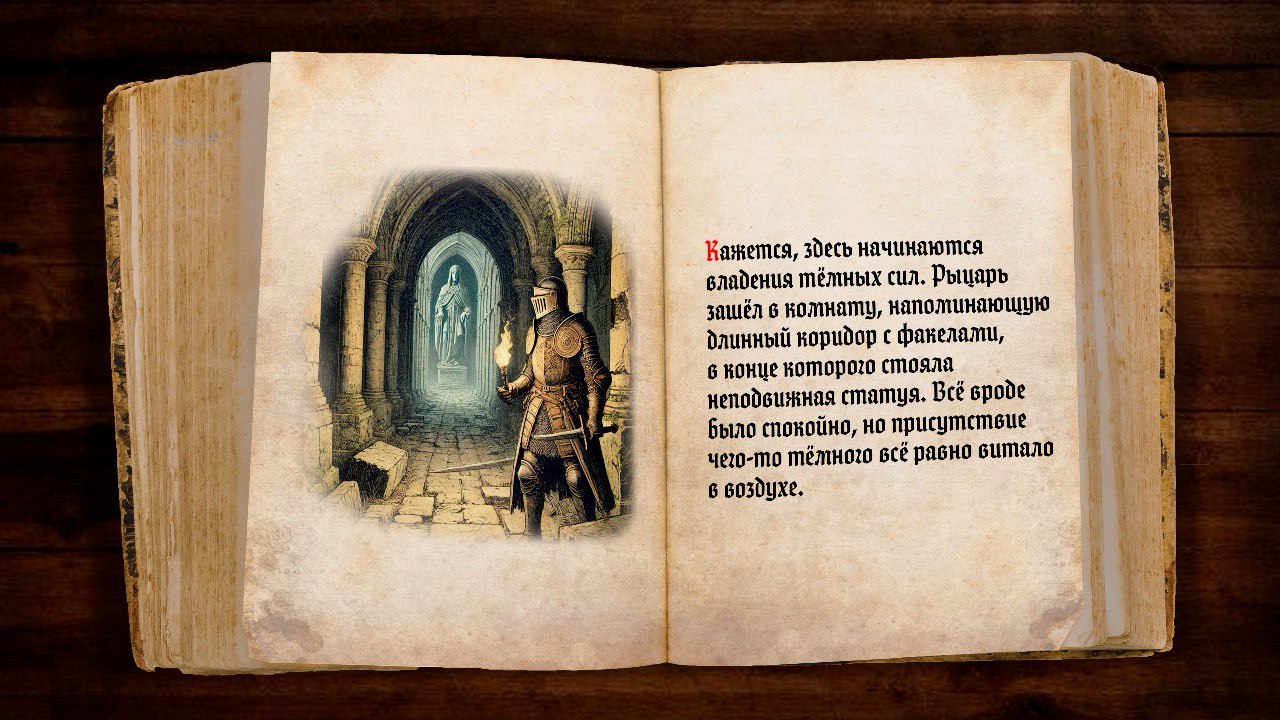 Кажется, здесь начинаются
владения тёмных сил. Рыцарь
зашёл в комнату, напоминающую
длинный коридор с факелами,
в конце которого стояла
неподвижная статуя. Всё вроде
было спокойно, но присутствие
чего-то тёмного всё равно витало
в воздухе.